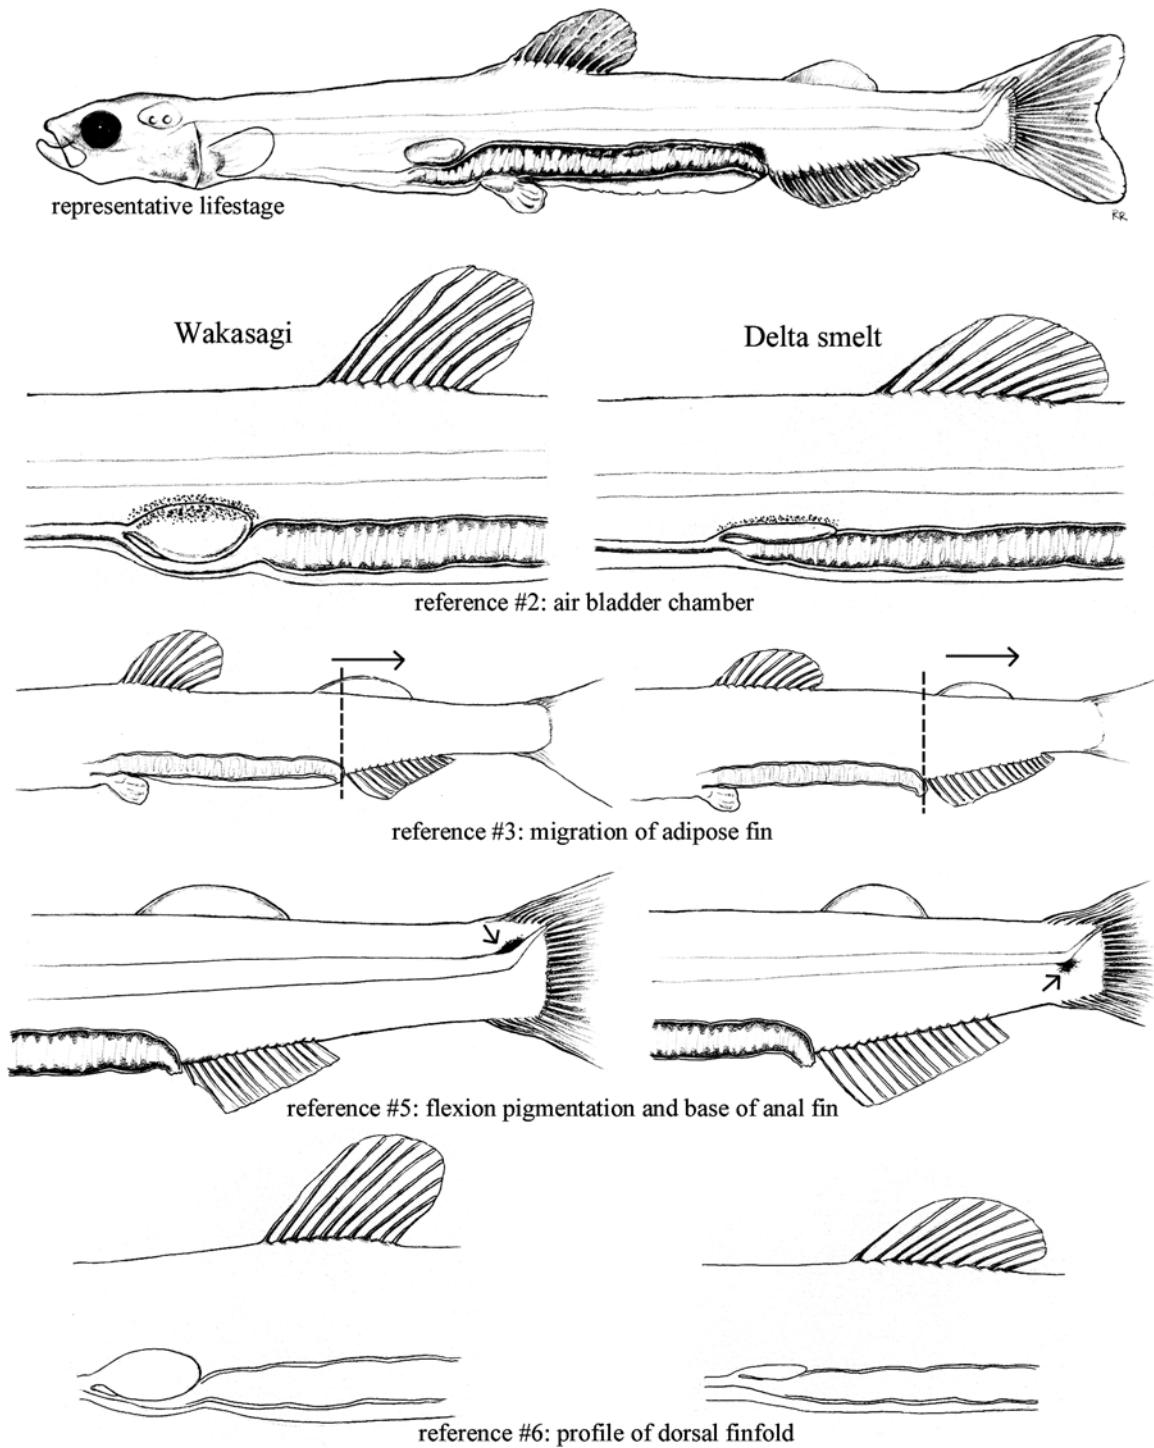 representative lifestage
RR
Wakasagi
Delta smelt
reference #2: air bladder chamber
reference #3: migration of adipose fin
reference #5: flexion pigmentation and base of anal fin
reference #6: profile of dorsal finfold